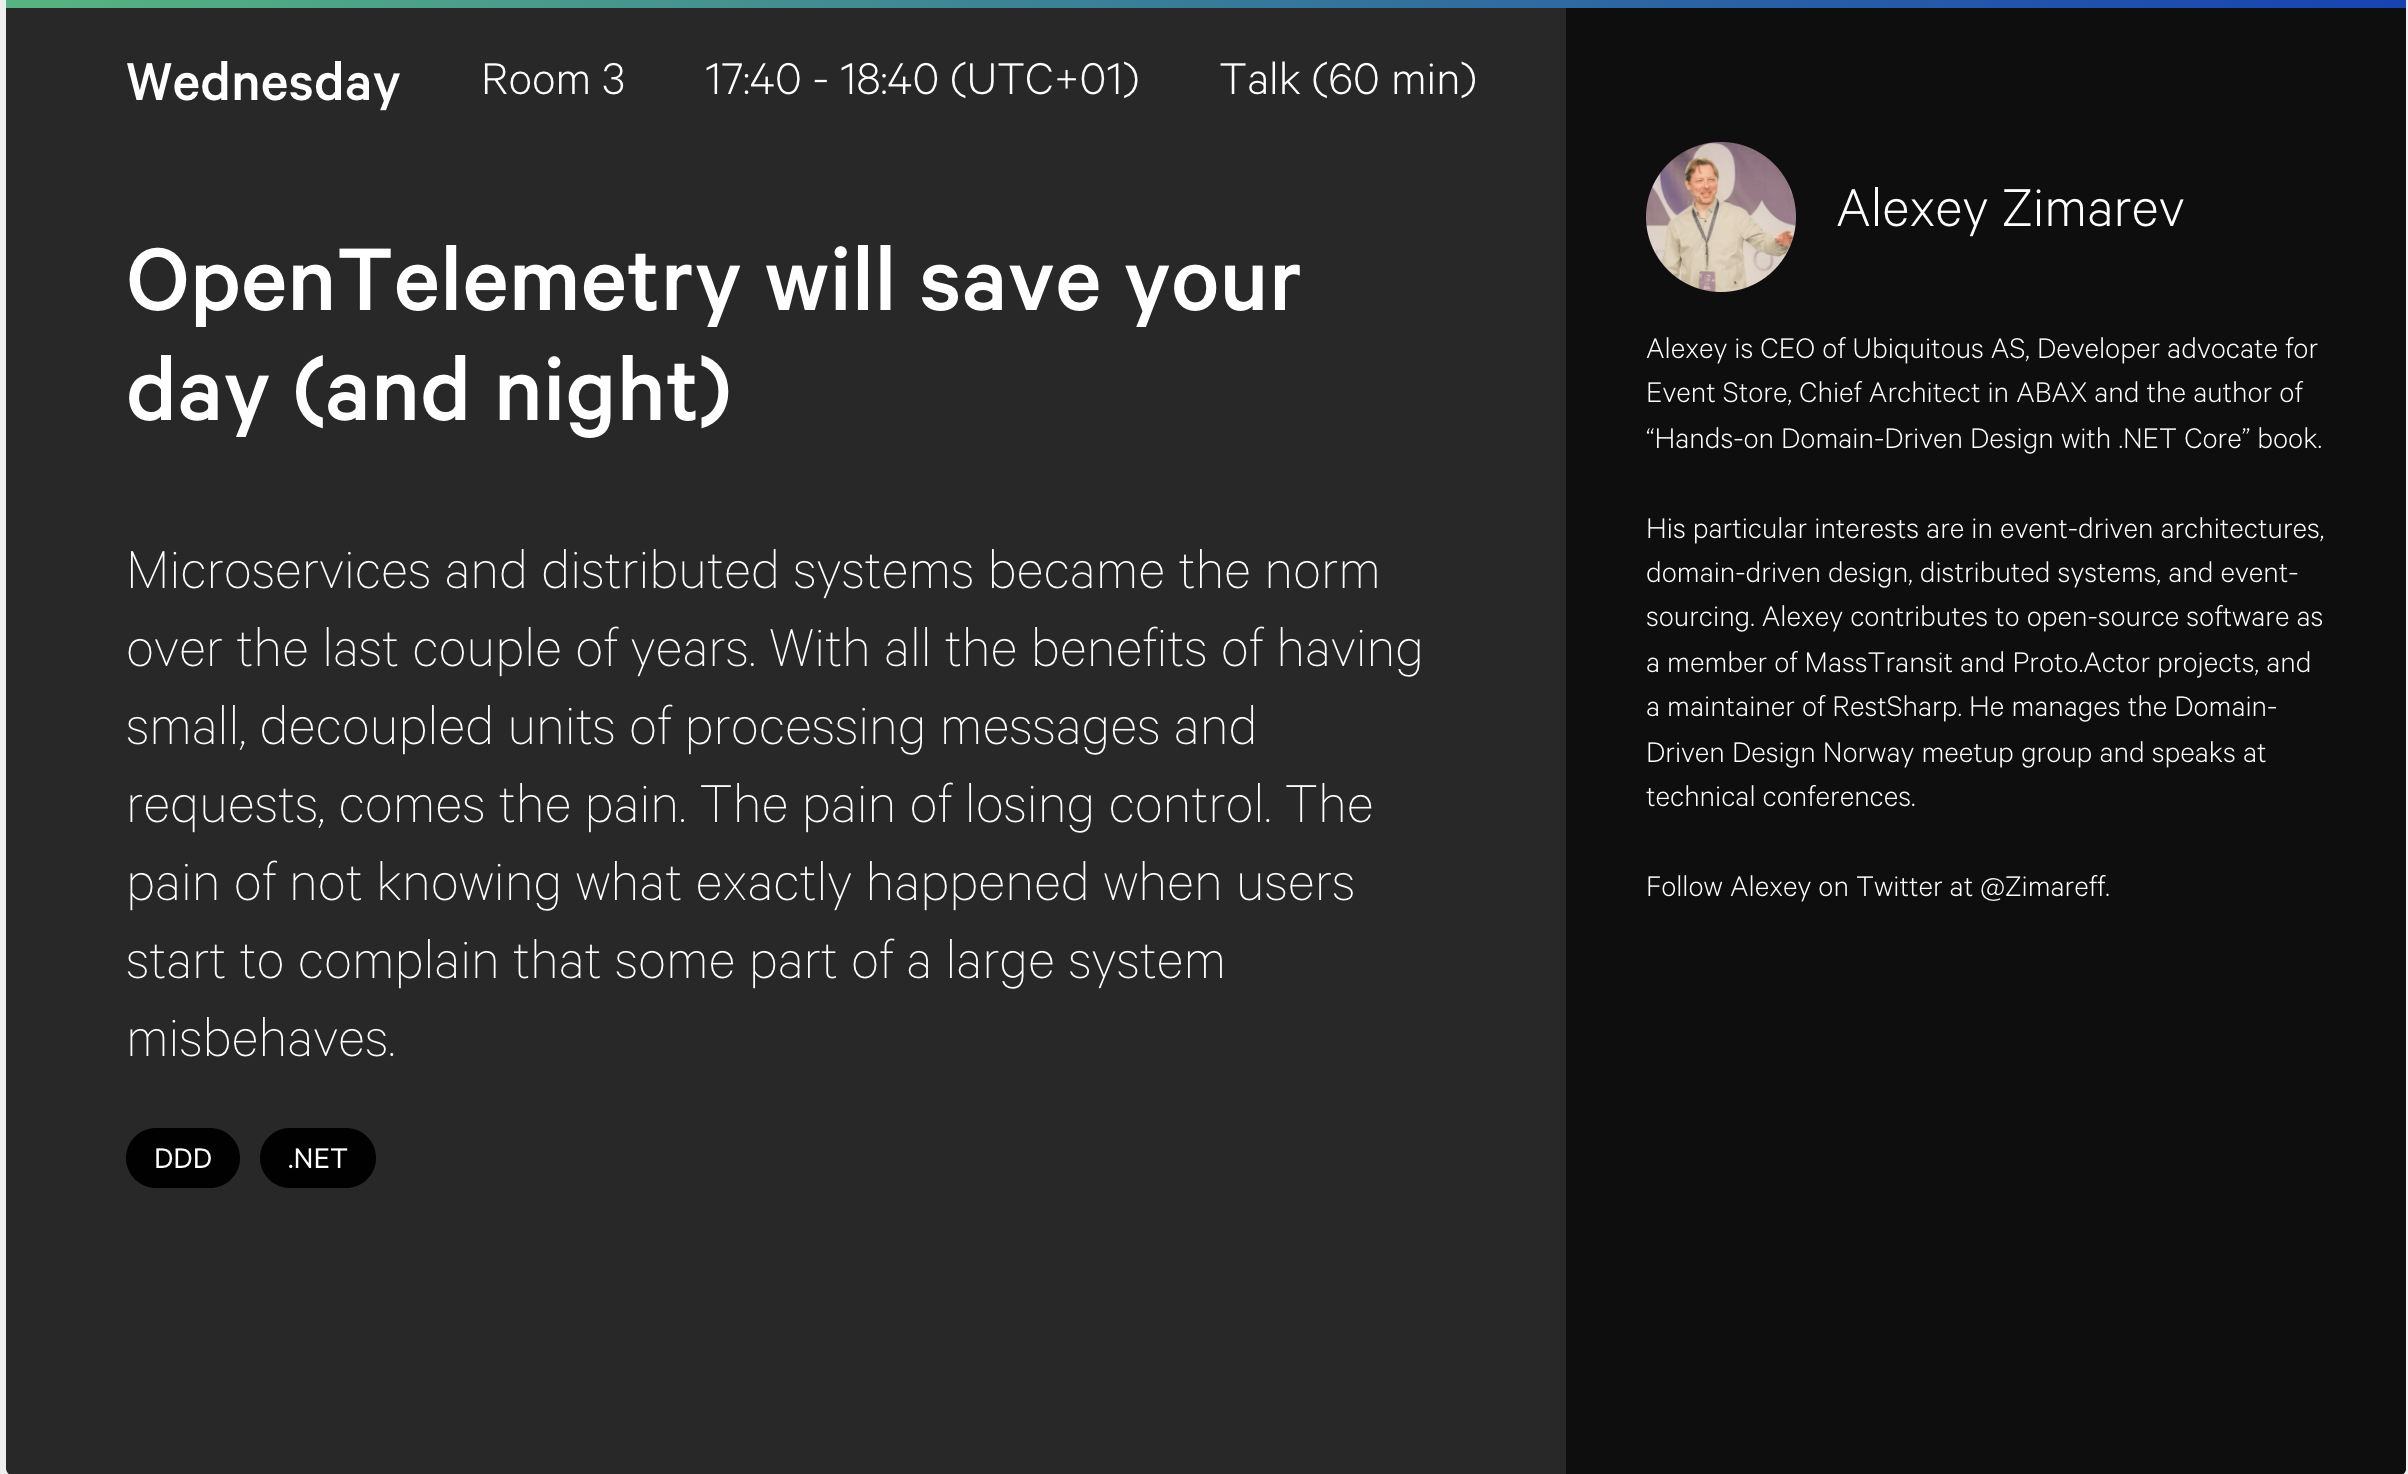 Wednesday Room 3 17:40 - 18:40 (UTC+01) Talk (60 min)
OpenTelemetry will save your
day (and night)
Microservices and distributed systems became the norm
over the last couple of years. With all the benefits of having
small, decoupled units of processing messages and
requests, comes the pain. The pain of losing control. The
pain of not knowing what exactly happened when users
start to complain that some part of a large system
misbehaves.
DDD .NET
Alexey Zimarev
Alexey is CEO of Ubiquitous AS, Developer advocate for
Event Store, Chief Architect in ABAX and the author of
“Hands-on Domain-Driven Design with .NET Core” book.
His particular interests are in event-driven architectures,
domain-driven design, distributed systems, and event-
sourcing. Alexey contributes to open-source software as
a member of MassTransit and Proto.Actor projects, and
a maintainer of RestSharp. He manages the Domain-
Driven Design Norway meetup group and speaks at
technical conferences.
Follow Alexey on Twitter at @Zimareff.